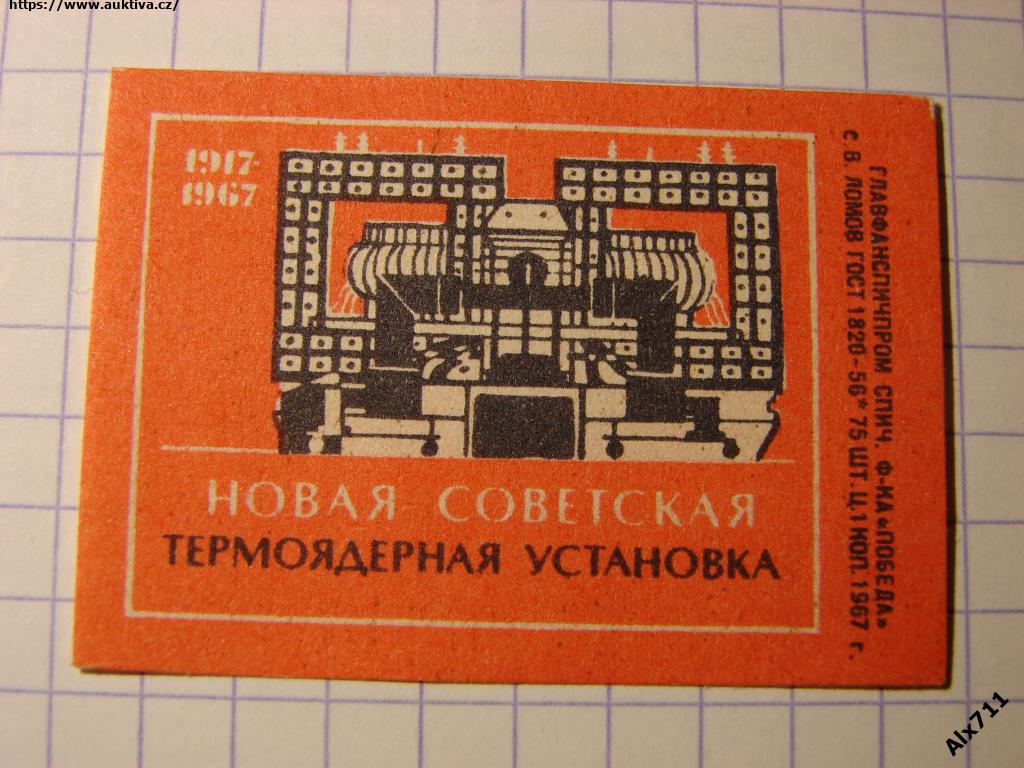 https://www.auktiva.cz/
1917-
1967
НОВАЯ СОВЕТСКАЯ
ТЕРМОЯДЕРНАЯ УСТАНОВКА
ГЛАВФАНСПИЧПРОМ СПИЧ. Ф-КА «ПОБЕДА»
С. В. ЛОМОВ ГОСТ 1820-56* 75 ШТ. Ц. 1 КОП. 1967 г.
Alx711